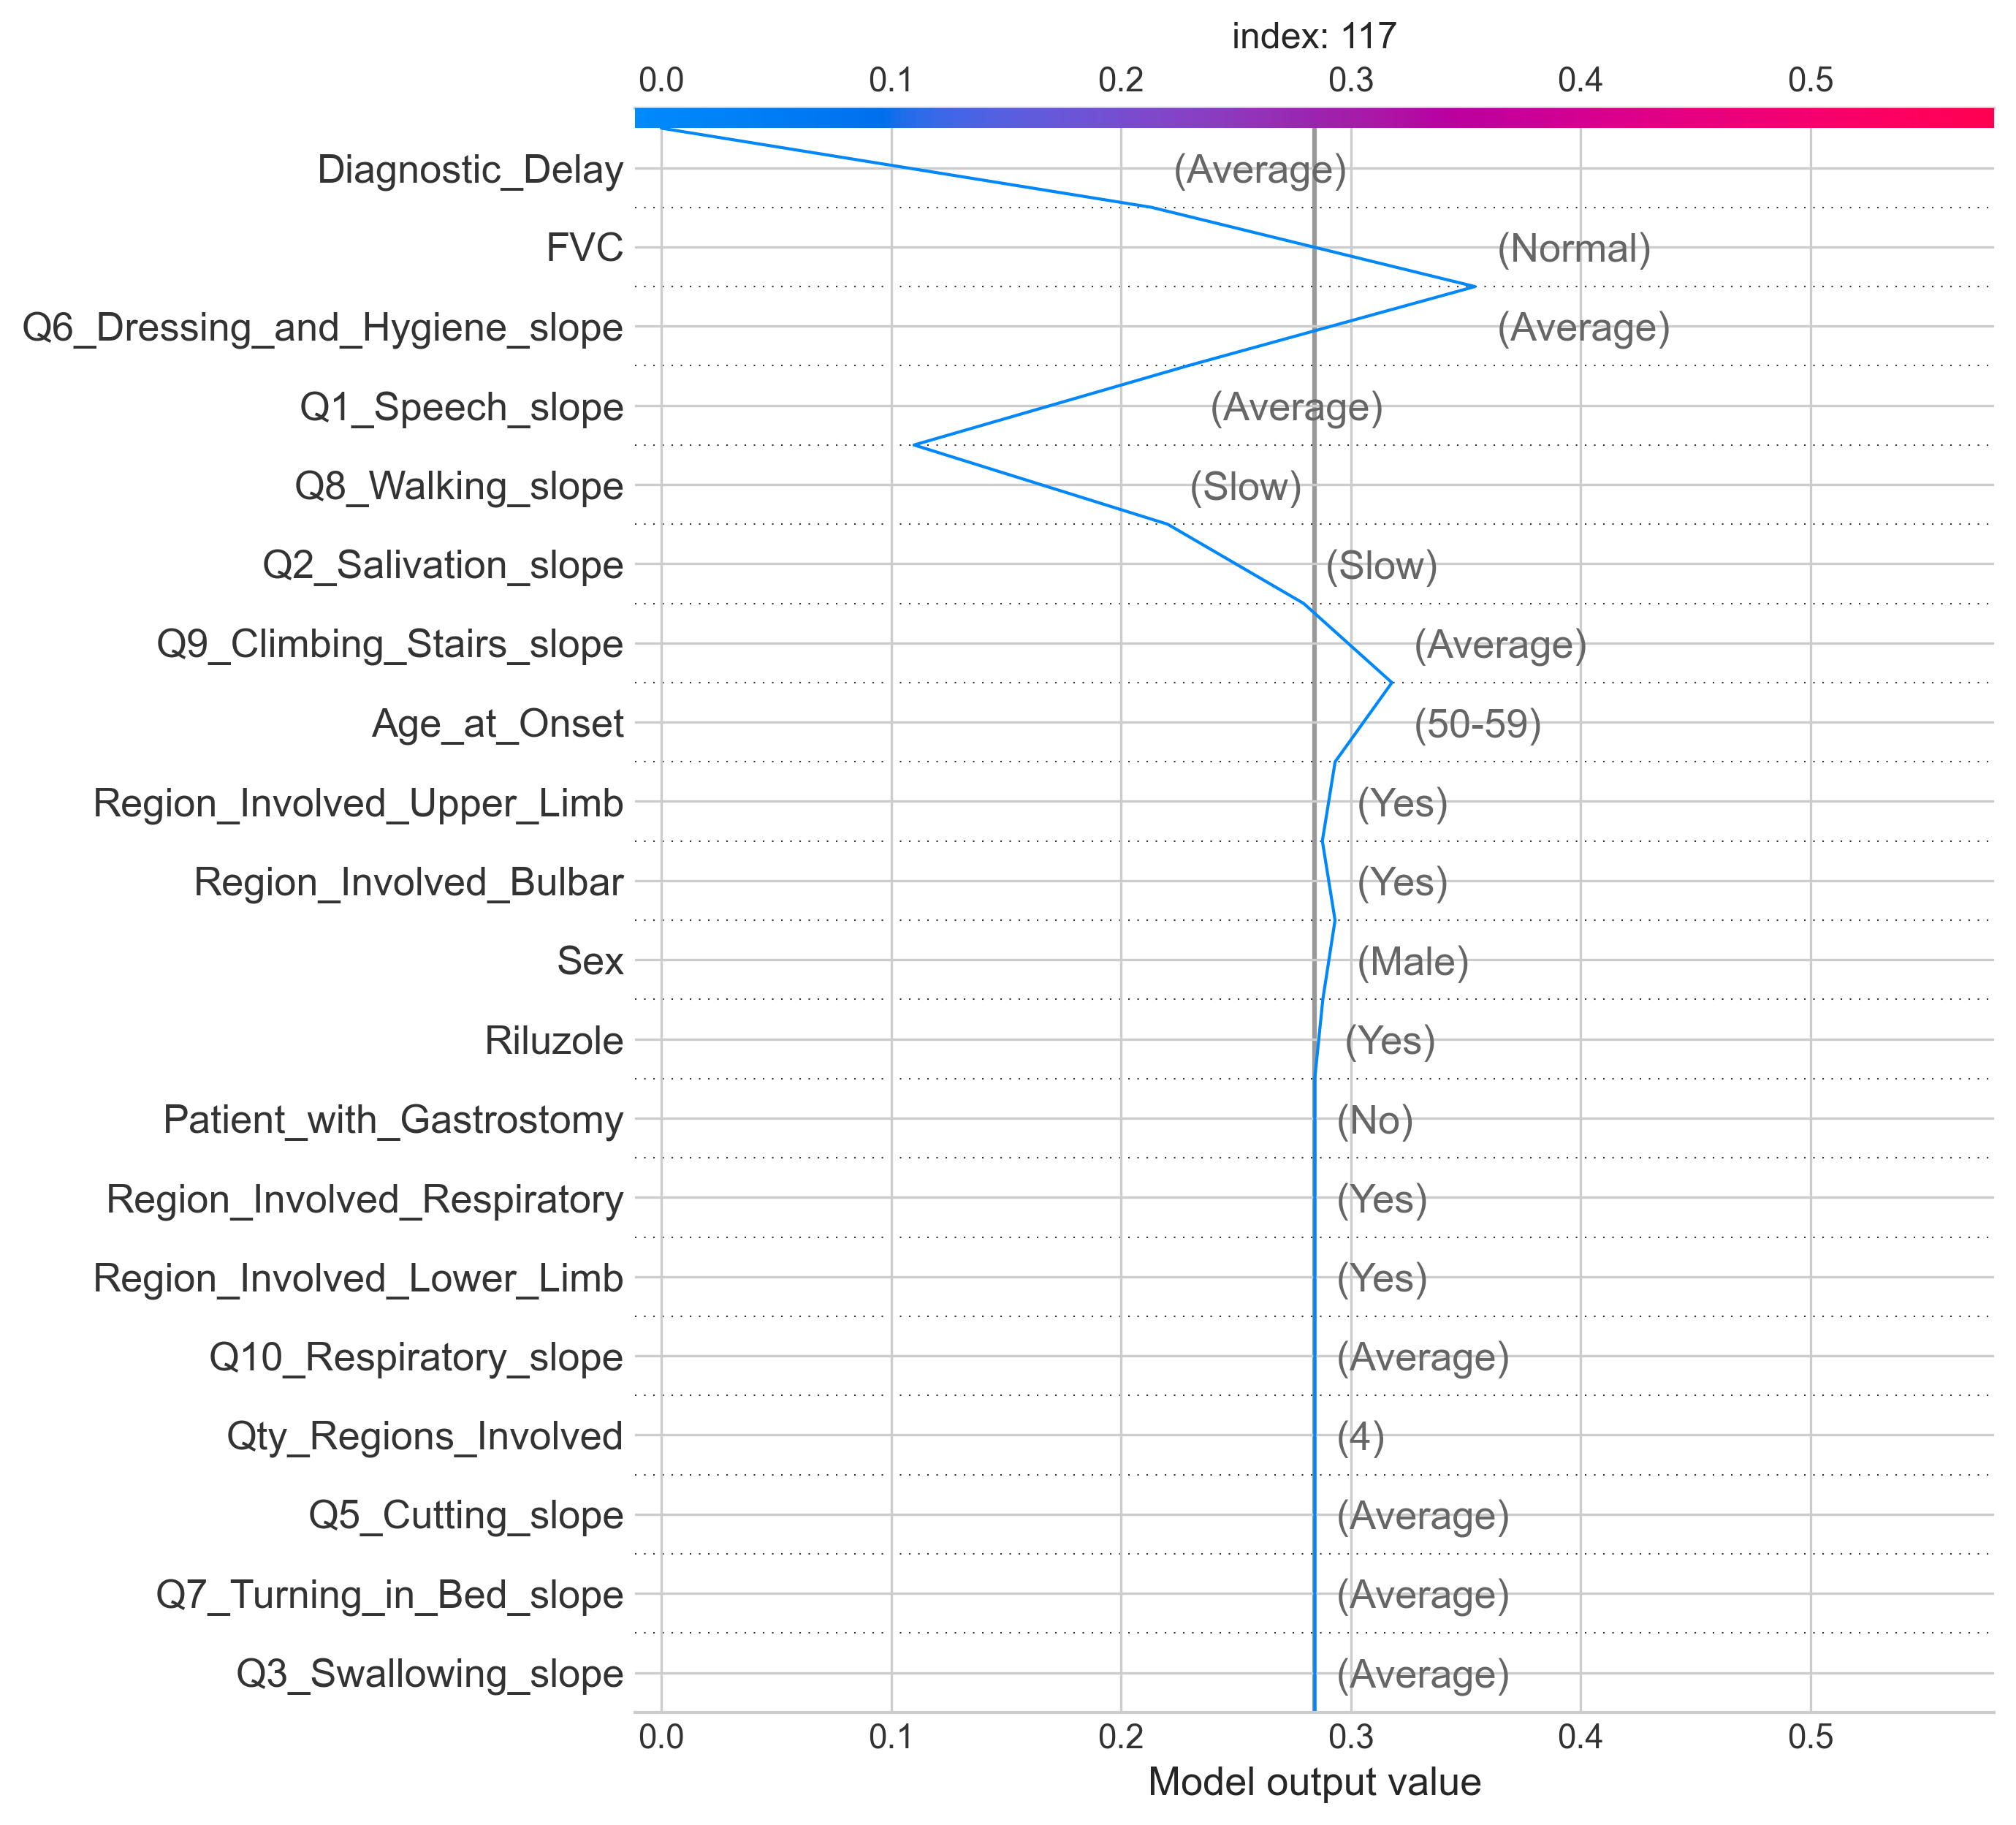 index: 117
0.0 0.1 0.2 0.3 0.4 0.5
Diagnostic_Delay (Average)
FVC (Normal)
Q6_Dressing_and_Hygiene_slope (Average)
Q1_Speech_slope (Average)
Q8_Walking_slope (Slow)
Q2_Salivation_slope (Slow)
Q9_Climbing_Stairs_slope (Average)
Age_at_Onset (50-59)
Region_Involved_Upper_Limb (Yes)
Region_Involved_Bulbar (Yes)
Sex (Male)
Riluzole (Yes)
Patient_with_Gastrostomy (No)
Region_Involved_Respiratory (Yes)
Region_Involved_Lower_Limb (Yes)
Q10_Respiratory_slope (Average)
Qty_Regions_Involved (4)
Q5_Cutting_slope (Average)
Q7_Turning_in_Bed_slope (Average)
Q3_Swallowing_slope (Average)
0.0 0.1 0.2 0.3 0.4 0.5
Model output value